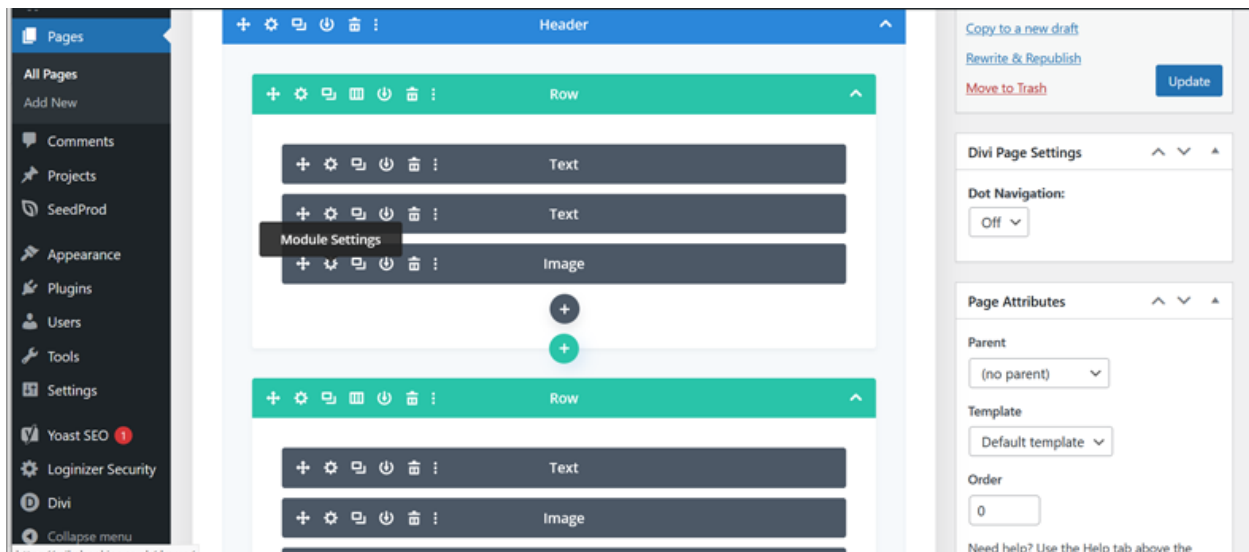 Pages
All Pages
Add New
Comments
Projects
SeedProd
Appearance
Plugins
Users
Tools
Settings
Yoast SEO 1
Loginizer Security
Divi
Collapse menu
Header
Row
Text
Text
Module Settings
Image
Row
Text
Image
Copy to a new draft
Rewrite & Republish
Move to Trash
Update
Divi Page Settings
Dot Navigation:
Off
Page Attributes
Parent
(no parent)
Template
Default template
Order
0
Need help? Use the Help tab above the